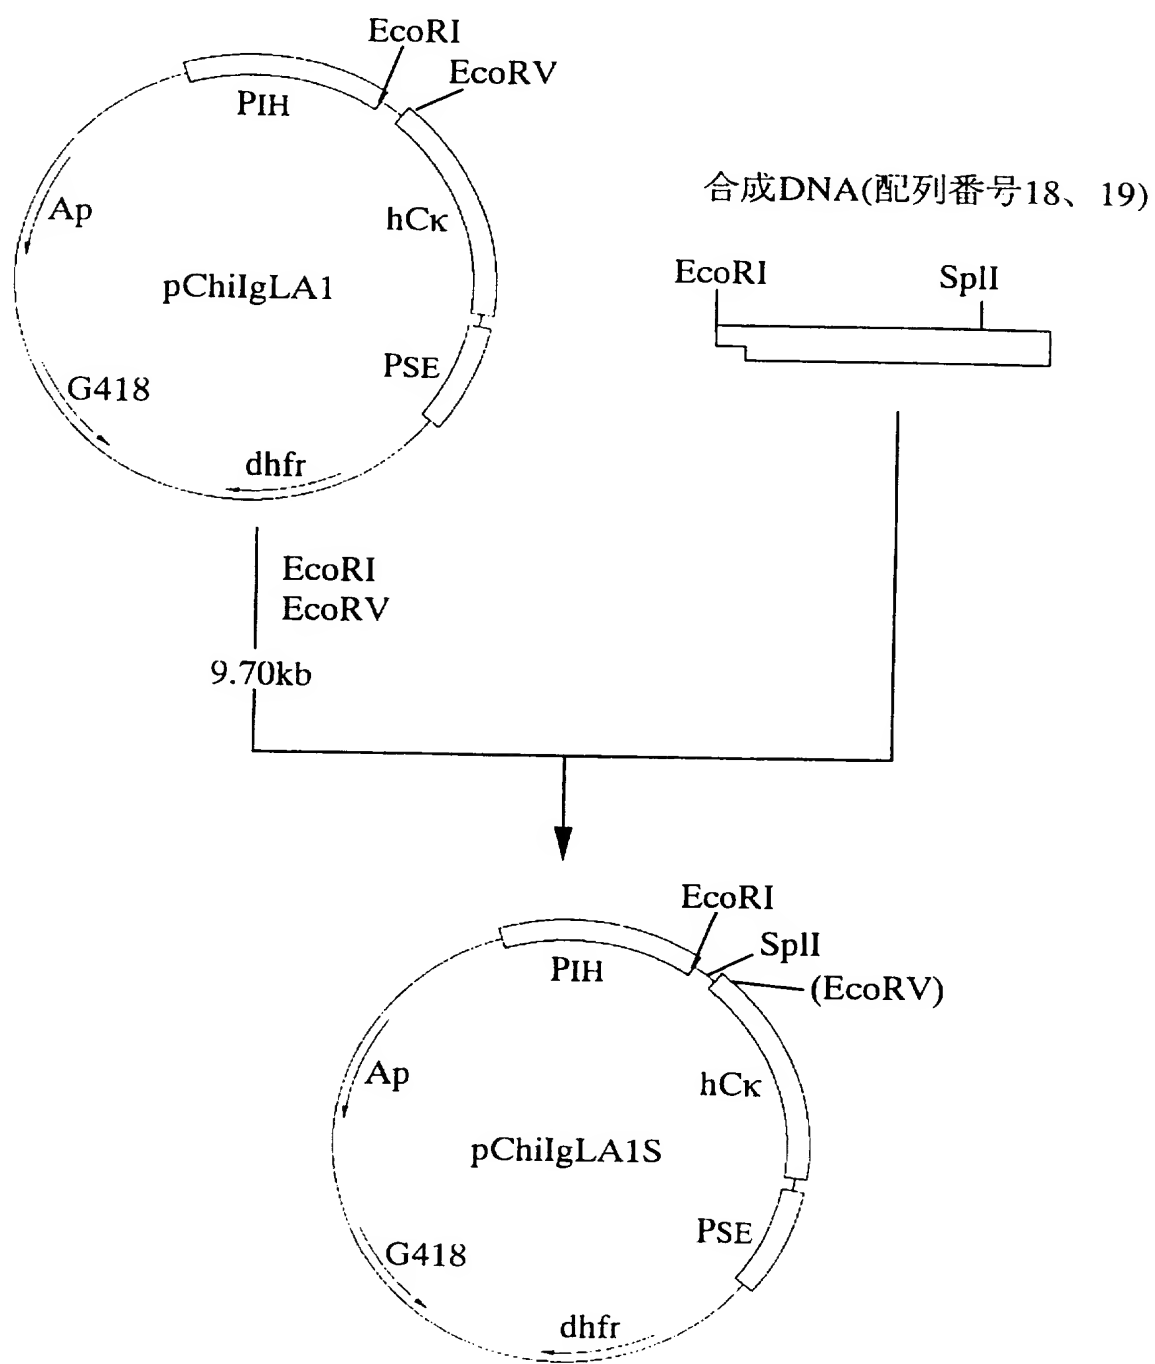 EcoRI
EcoRV
PIH
Ap
hCκ
pChiIgLA1
PSE
G418
dhfr
合成DNA(配列番号18、19)
EcoRI
SplI
EcoRI
EcoRV
9.70kb
EcoRI
SplI
(EcoRV)
PIH
Ap
hCκ
pChiIgLA1S
PSE
G418
dhfr